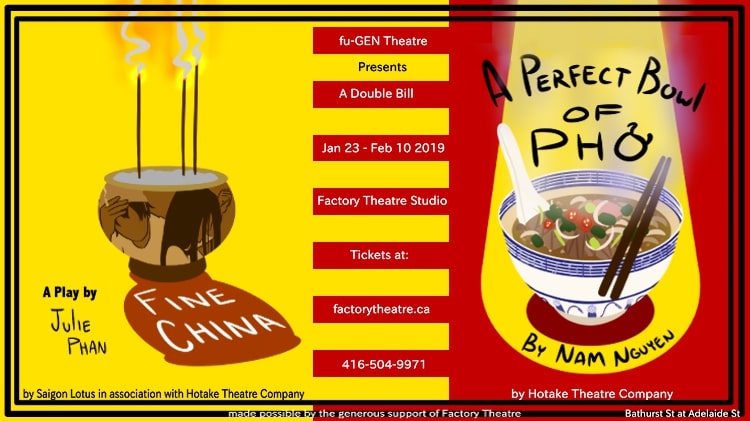 fu-GEN Theatre
Presents
A Double Bill
Jan 23 - Feb 10 2019
Factory Theatre Studio
Tickets at:
factorytheatre.ca
416-504-9971
FINE
CHINA
A Play by
JULIE
PHAN
by Saigon Lotus in association with Hotake Theatre Company
A PERFECT BOWL
OF
PHỞ
BY NAM NGUYEN
by Hotake Theatre Company
made possible by the generous support of Factory Theatre
Bathurst St at Adelaide St